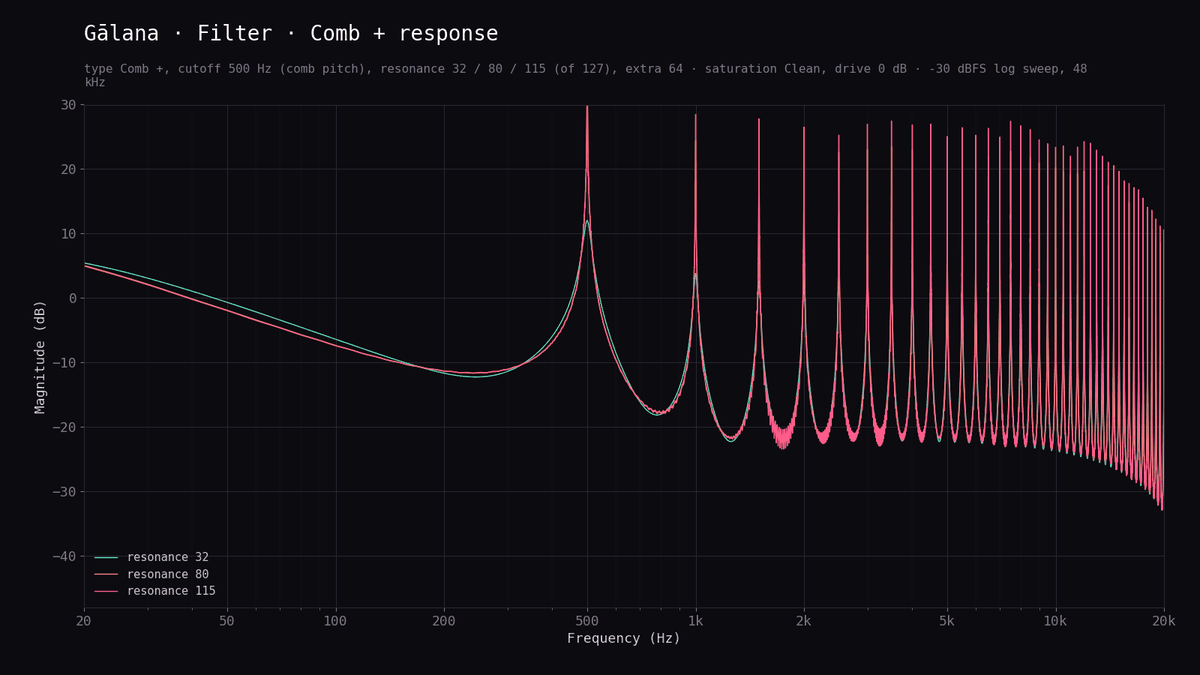 Gālana · Filter · Comb + response
type Comb +, cutoff 500 Hz (comb pitch), resonance 32 / 80 / 115 (of 127), extra 64 · saturation Clean, drive 0 dB · -30 dBFS log sweep, 48
kHz
30
20
10
0
−10
−20
−30
−40
Magnitude (dB)
resonance 32
resonance 80
resonance 115
20 50 100 200 500 1k 2k 5k 10k 20k
Frequency (Hz)